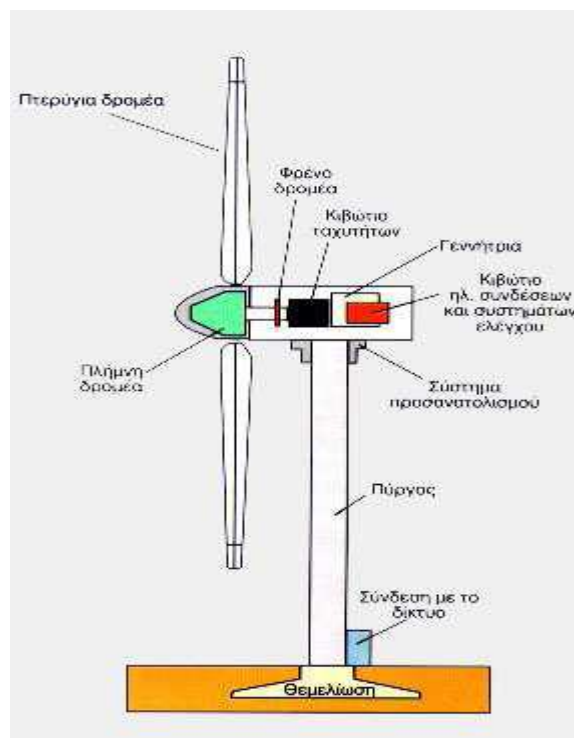 Πτερύγια δρομέα
Φρένο
δρομέα
Κιβώτιο
ταχυτήτων
Γεννήτρια
Κιβώτιο
ηλ. συνδέσεων
και συστημάτων
ελέγχου
Πλήμνη
δρομέα
Σύστημα
προσανατολισμού
Πύργος
Σύνδεση με το
δίκτυο
Θεμελίωση